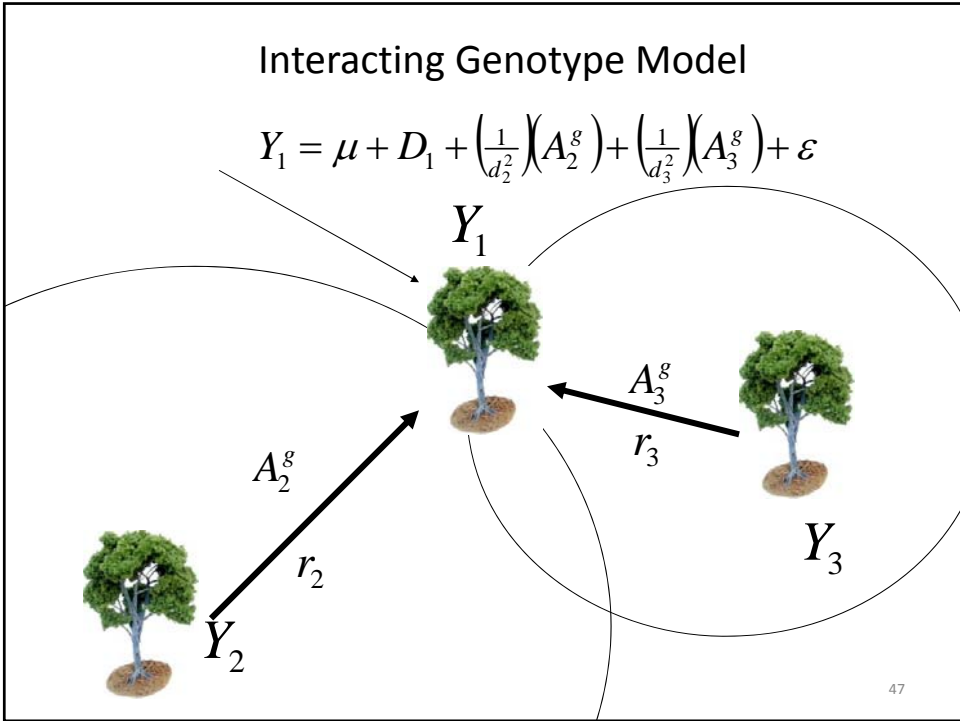 Interacting Genotype Model
Y₁ = μ + D₁ + (1/d₂²)(A₂ᵍ) + (1/d₃²)(A₃ᵍ) + ε
Y₁
A₃ᵍ
r₃
A₂ᵍ
r₂
Y₃
Y₂
47